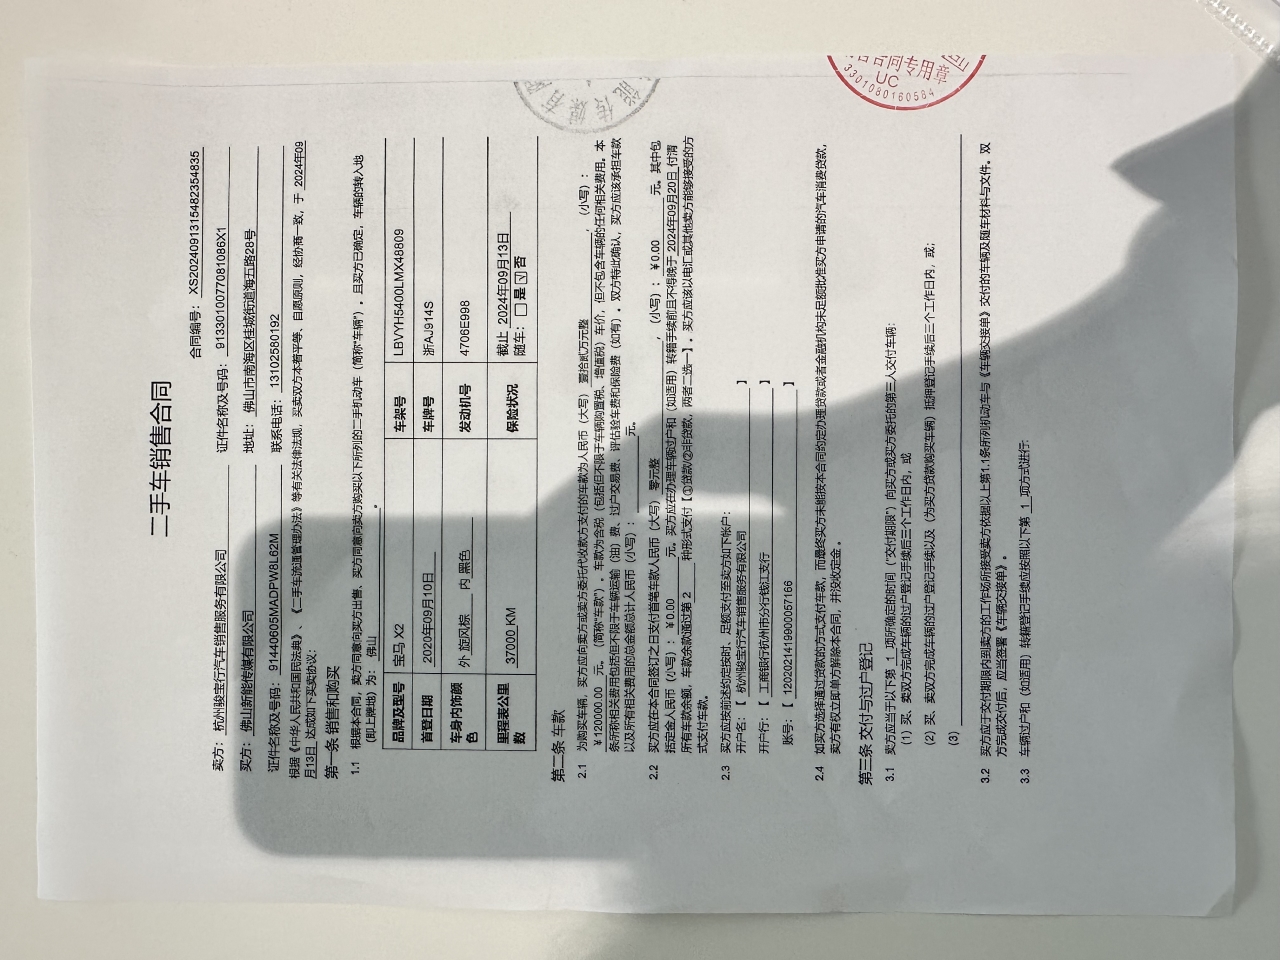 二手车销售合同
合同编号： XS202409131548235​4835
卖方： 杭州骏宝行汽车销售服务有限公司 证件名称及号码： 91330100770810​86X1
买方： 佛山新能传媒有限公司 地址： 佛山市南海区桂城街道海五路28号
证件名称及号码： 91440605MADPW8L62M 联系电话： 13102580192
根据《中华人民共和国民法典》、《二手车流通管理办法》等有关法律法规，买卖双方本着平等、自愿原则，经协商一致，于 2024年09
月13日 达成如下买卖协议：
第一条 销售和购买
1.1 根据本合同，卖方同意向买方出售、买方同意向卖方购买以下所列的二手机动车（简称“车辆”），且买方已确定，车辆的转入地
（即上牌地）为： 佛山 。
品牌及型号 宝马 X2 车架号 LBVYH5400LMX48809
首登日期 2020年09月10日 车牌号 浙AJ914S
车身内饰颜色 外 旋风棕 内 黑色 发动机号 4706E998
里程表公里数 37000 KM 保险状况 截止 2024年09月13日
随车： □ 是 ☑ 否
第二条 车款
2.1 为购买车辆，买方应向卖方或卖方委托代收款方支付的车款为人民币（大写） 壹拾贰万元整 ，（小写）：
￥120000.00 元。（简称“车款”）。车款为含税（包括但不限于车辆购置税、增值税）车价，但不包含车辆的任何相关费用。本
条所称相关费用包括但不限于车辆运输（油）费、过户交易费、评估验车费和保险费（如有）。双方特此确认，买方应该承担车款
以及所有相关费用的总金额总计人民币（小写）： 元。
2.2 买方应在本合同签订之日支付首笔车款人民币（大写） 零元整 ，（小写）：￥0.00 元。其中包
括定金人民币（小写）：￥0.00 元。买方应在办理车辆过户和（如适用）转籍手续前且不得晚于 2024年09月20日 付清
所有车款余额，车款余款通过第 2 种形式支付【①贷款/②非贷款，两者二选一】。买方应该以电汇或其他卖方能够接受的方
式支付车款。
2.3 买方应按前述约定按时、足额支付至卖方如下帐户：
开户名：【 杭州骏宝行汽车销售服务有限公司 】
开户行：【 工商银行杭州市分行钱江支行 】
账号：【 1202021419900057166 】
2.4 如买方选择通过贷款的方式支付车款，而最终买方未能按本合同约定办理贷款或者金融机构未足额批准买方申请的汽车消费贷款，
卖方有权立即单方解除本合同，并没收定金。
第三条 交付与过户登记
3.1 卖方应当于以下第 1 项所确定的时间（“交付期限”）向买方或买方委托的第三人交付车辆：
（1）买、卖双方完成车辆的过户登记手续后三个工作日内，或
（2）买、卖双方完成车辆的过户登记手续以及（为买方贷款购买车辆）抵押登记手续后三个工作日内，或；
（3）
3.2 买方应于交付期限内到卖方的工作场所接受卖方依据以上第1.1条所列机动车与《车辆交接单》交付的车辆及随车材料与文件。双
方完成交付后，应当签署《车辆交接单》。
3.3 车辆过户和（如适用）转籍登记手续应按照以下第 1 项方式进行：
能传媒有
合同专用章
UC
3301080160584